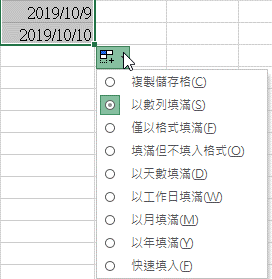 2019/10/9
2019/10/10
複製儲存格(C)
以數列填滿(S)
僅以格式填滿(F)
填滿但不填入格式(O)
以天數填滿(D)
以工作日填滿(W)
以月填滿(M)
以年填滿(Y)
快速填入(F)